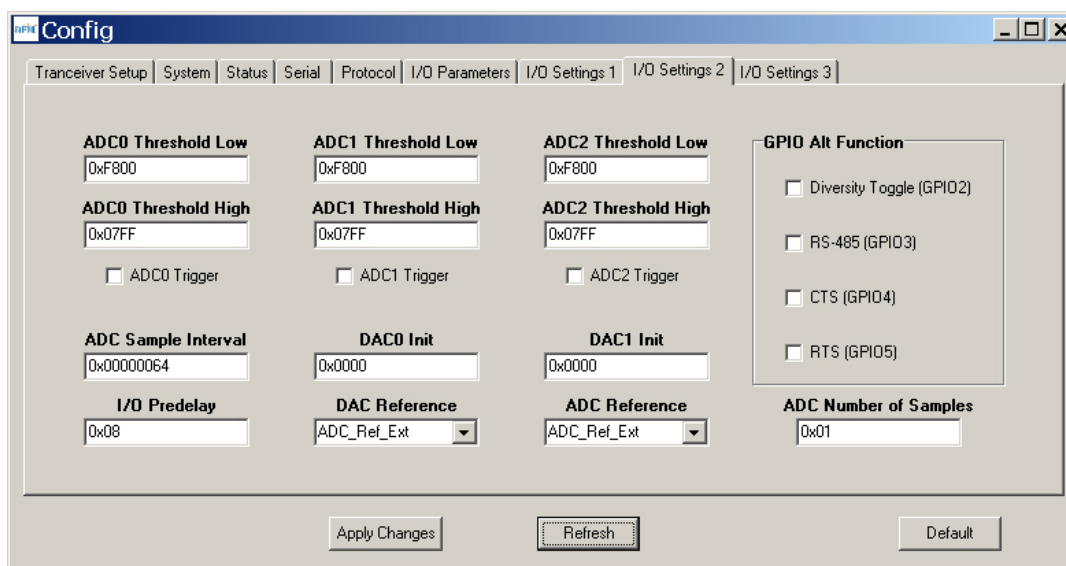 Config
Tranceiver Setup System Status Serial Protocol I/O Parameters I/O Settings 1 I/O Settings 2 I/O Settings 3
ADC0 Threshold Low ADC1 Threshold Low ADC2 Threshold Low GPIO Alt Function
0xF800 0xF800 0xF800
Diversity Toggle (GPIO2)
ADC0 Threshold High ADC1 Threshold High ADC2 Threshold High
0x07FF 0x07FF 0x07FF
RS-485 (GPIO3)
ADC0 Trigger ADC1 Trigger ADC2 Trigger
CTS (GPIO4)
ADC Sample Interval DAC0 Init DAC1 Init
0x00000064 0x0000 0x0000
RTS (GPIO5)
I/O Predelay DAC Reference ADC Reference ADC Number of Samples
0x08 ADC_Ref_Ext ADC_Ref_Ext 0x01
Apply Changes Refresh Default